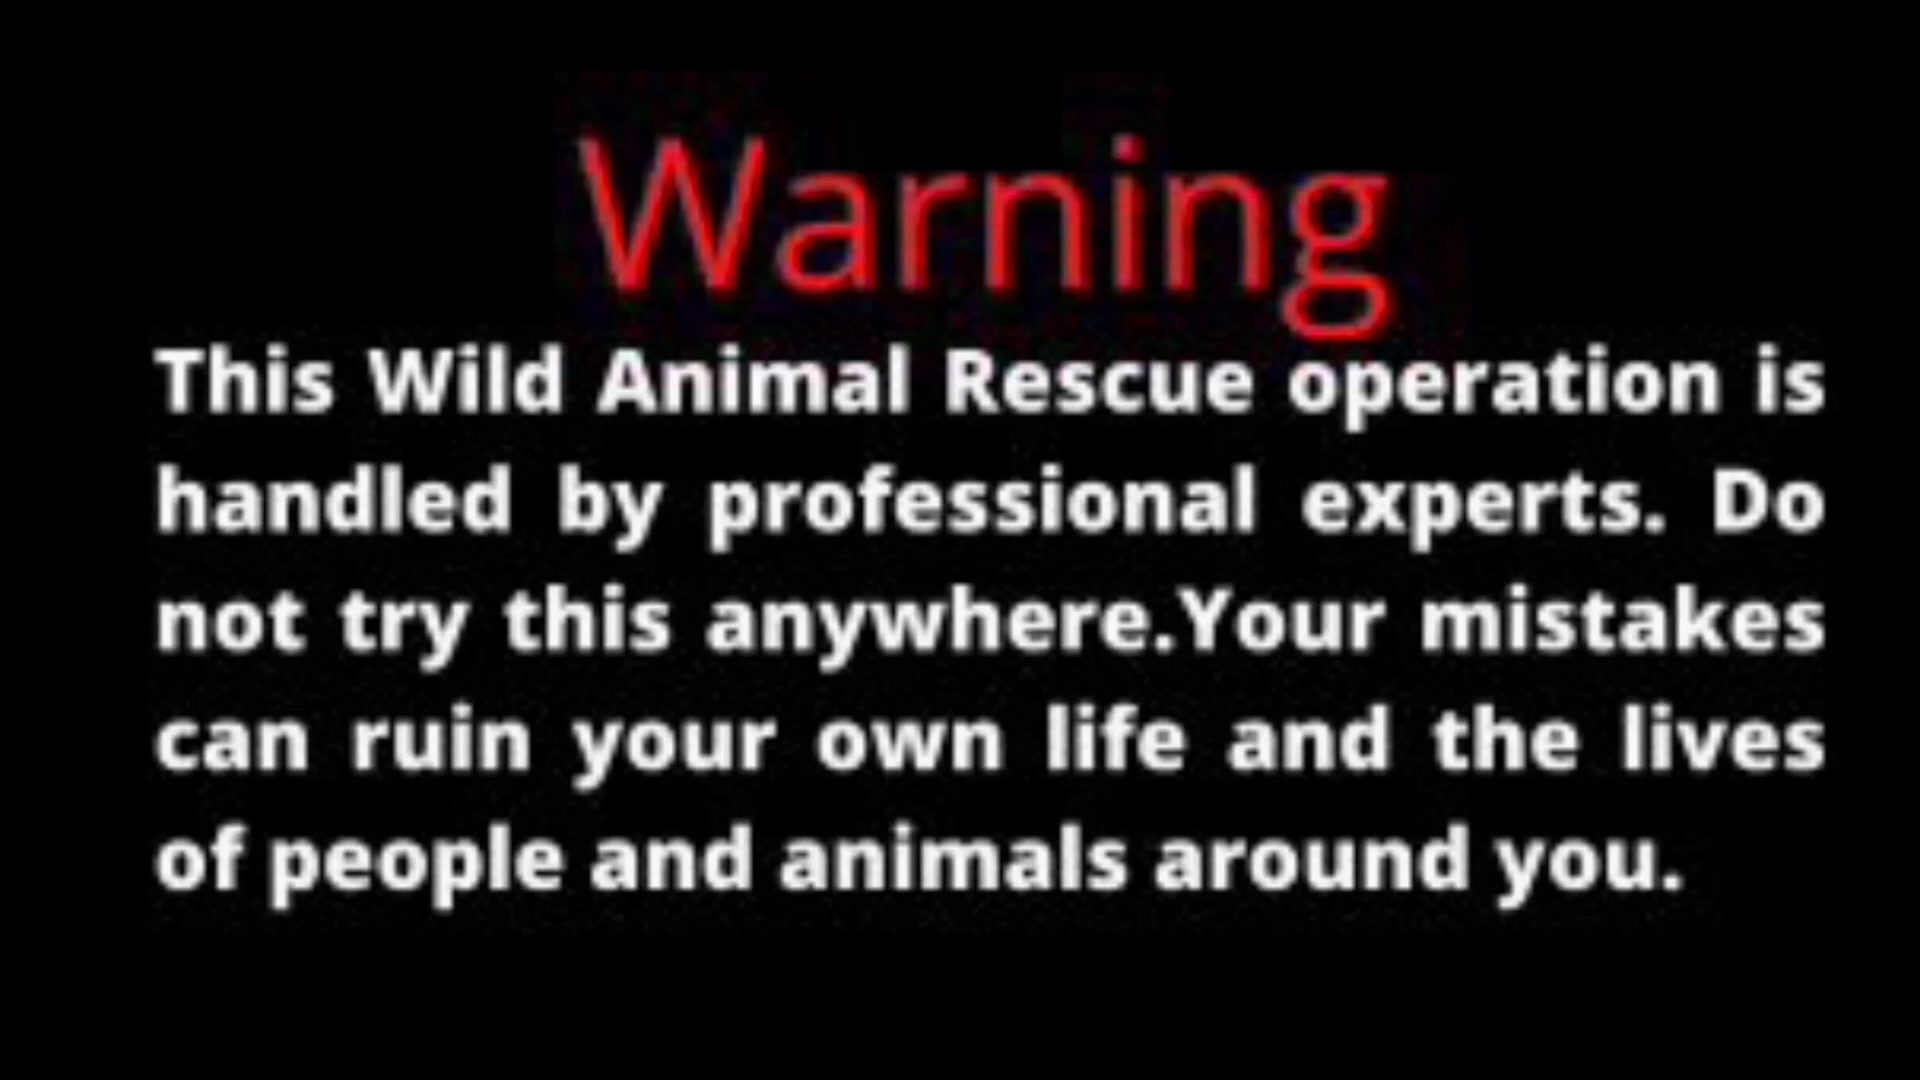 Warning
This Wild Animal Rescue operation is
handled by professional experts. Do
not try this anywhere.Your mistakes
can ruin your own life and the lives
of people and animals around you.